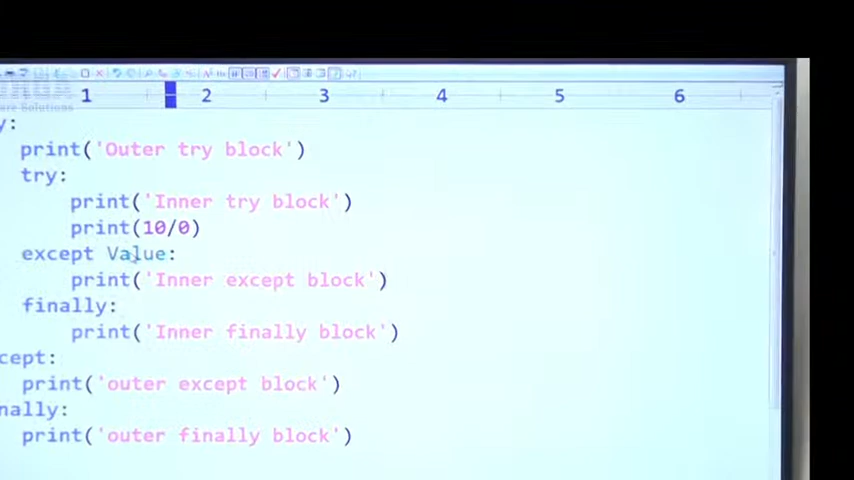 1 2 3 4 5 6
y:
print('Outer try block')
try:
print('Inner try block')
print(10/0)
except Value:
print('Inner except block')
finally:
print('Inner finally block')
cept:
print('outer except block')
nally:
print('outer finally block')